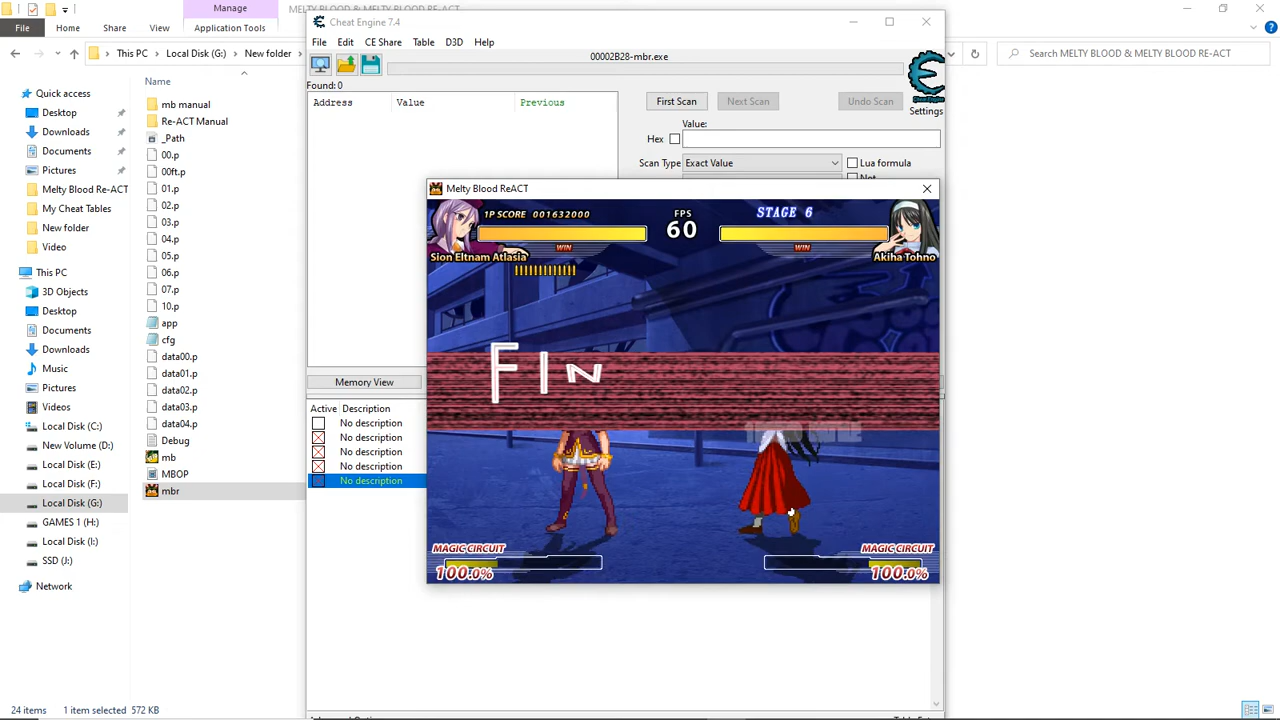 Manage
MELTY BLOOD & MELTY BLOOD RE-ACT
File Home Share View Application Tools
This PC Local Disk (G:) New folder
Search MELTY BLOOD & MELTY BLOOD RE-ACT
Quick access
Desktop
Downloads
Documents
Pictures
Melty Blood Re-ACT
My Cheat Tables
New folder
Video
This PC
3D Objects
Desktop
Documents
Downloads
Music
Pictures
Videos
Local Disk (C:)
New Volume (D:)
Local Disk (E:)
Local Disk (F:)
Local Disk (G:)
GAMES 1 (H:)
Local Disk (I:)
SSD (J:)
Network
Name
mb manual
Re-ACT Manual
_Path
00.p
00ft.p
01.p
02.p
03.p
04.p
05.p
06.p
07.p
10.p
app
cfg
data00.p
data01.p
data02.p
data03.p
data04.p
Debug
mb
MBOP
mbr
24 items 1 item selected 572 KB
Cheat Engine 7.4
File Edit CE Share Table D3D Help
00002B28-mbr.exe
Found: 0
Address Value Previous
First Scan Next Scan Undo Scan
Settings
Value:
Hex
Scan Type Exact Value Lua formula
Not
Memory View
Active Description
No description
No description
No description
No description
No description
Melty Blood ReACT
1P SCORE 001632000 FPS STAGE 6
60
WIN WIN
Sion Eltnam Atlasia Akiha Tohno
FIN
MAGIC CIRCUIT MAGIC CIRCUIT
100.0% 100.0%